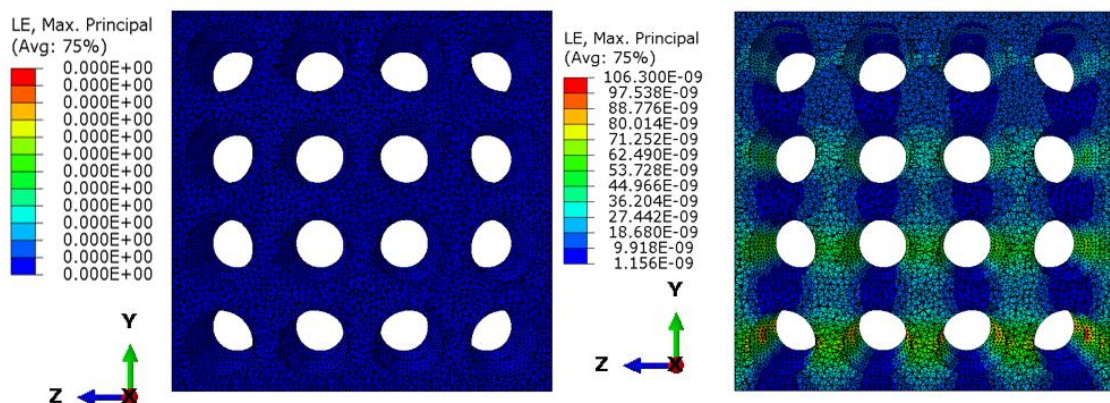 LE, Max. Principal
(Avg: 75%)
0.000E+00
0.000E+00
0.000E+00
0.000E+00
0.000E+00
0.000E+00
0.000E+00
0.000E+00
0.000E+00
0.000E+00
0.000E+00
0.000E+00
0.000E+00
Y
Z
X
LE, Max. Principal
(Avg: 75%)
106.300E-09
97.538E-09
88.776E-09
80.014E-09
71.252E-09
62.490E-09
53.728E-09
44.966E-09
36.204E-09
27.442E-09
18.680E-09
9.918E-09
1.156E-09
Y
Z
X